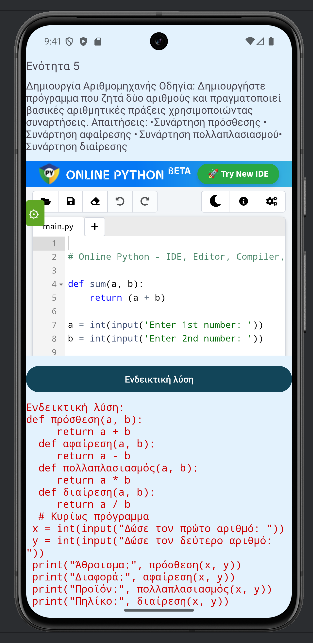 9:41
Ενότητα 5
Δημιουργία Αριθμομηχανής Οδηγία: Δημιουργήστε
πρόγραμμα που ζητά δύο αριθμούς και πραγματοποιεί
βασικές αριθμητικές πράξεις χρησιμοποιώντας
συναρτήσεις. Απαιτήσεις: •Συνάρτηση πρόσθεσης •
Συνάρτηση αφαίρεσης • Συνάρτηση πολλαπλασιασμού•
Συνάρτηση διαίρεσης
PY ONLINE PYTHON BETA 🚀 Try New IDE
main.py +
1
2 # Online Python - IDE, Editor, Compiler,
3
4 def sum(a, b):
5 return (a + b)
6
7 a = int(input('Enter 1st number: '))
8 b = int(input('Enter 2nd number: '))
9
Ενδεικτική λύση
Ενδεικτική λύση:
def πρόσθεση(a, b):
return a + b
def αφαίρεση(a, b):
return a - b
def πολλαπλασιασμός(a, b):
return a * b
def διαίρεση(a, b):
return a / b
# Κυρίως πρόγραμμα
x = int(input("Δώσε τον πρώτο αριθμό: "))
y = int(input("Δώσε τον δεύτερο αριθμό:
"))
print("Άθροισμα:", πρόσθεση(x, y))
print("Διαφορά:", αφαίρεση(x, y))
print("Προϊόν:", πολλαπλασιασμός(x, y))
print("Πηλίκο:", διαίρεση(x, y))